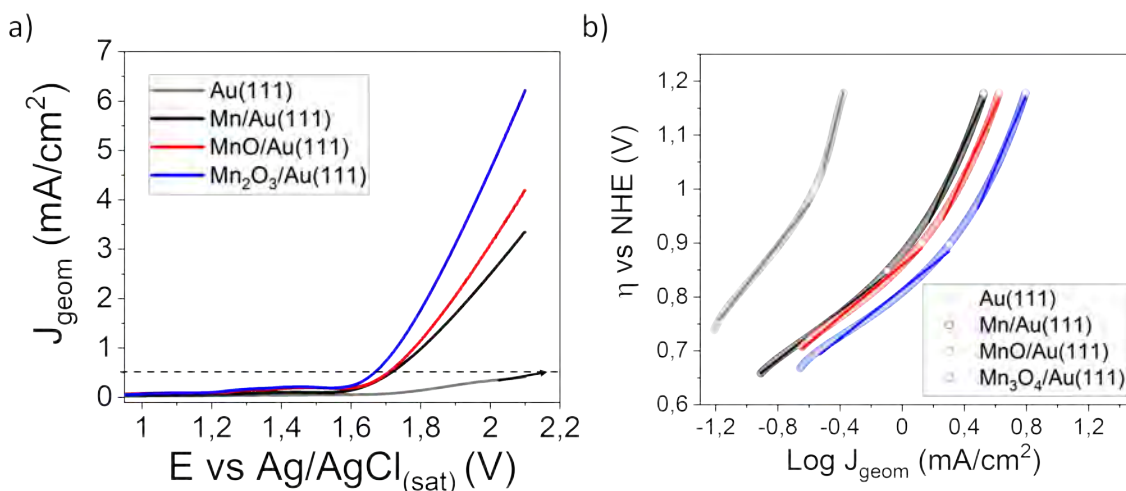 a)
J_geom (mA/cm²)
7
6
5
4
3
2
1
0
Au(111)
Mn/Au(111)
MnO/Au(111)
Mn₂O₃/Au(111)
1 1,2 1,4 1,6 1,8 2 2,2
E vs Ag/AgCl₍sat₎ (V)
b)
η vs NHE (V)
1,2
1,1
1
0,9
0,8
0,7
0,6
Au(111)
Mn/Au(111)
MnO/Au(111)
Mn₃O₄/Au(111)
-1,2 -0,8 -0,4 0 0,4 0,8 1,2
Log J_geom (mA/cm²)